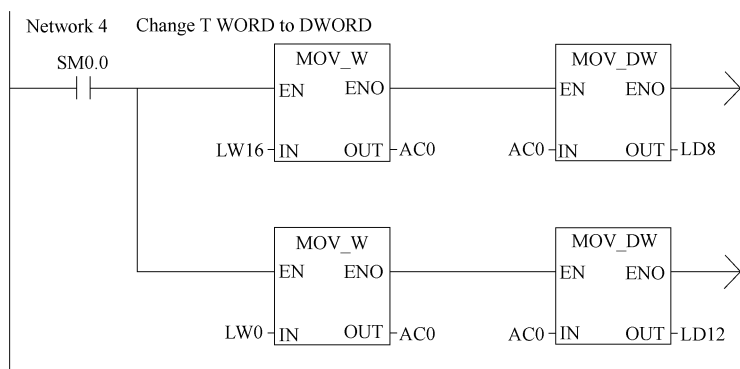 Network 4 Change T WORD to DWORD
SM0.0
MOV_W MOV_DW
EN ENO EN ENO
LW16 IN OUT AC0 AC0 IN OUT LD8
MOV_W MOV_DW
EN ENO EN ENO
LW0 IN OUT AC0 AC0 IN OUT LD12